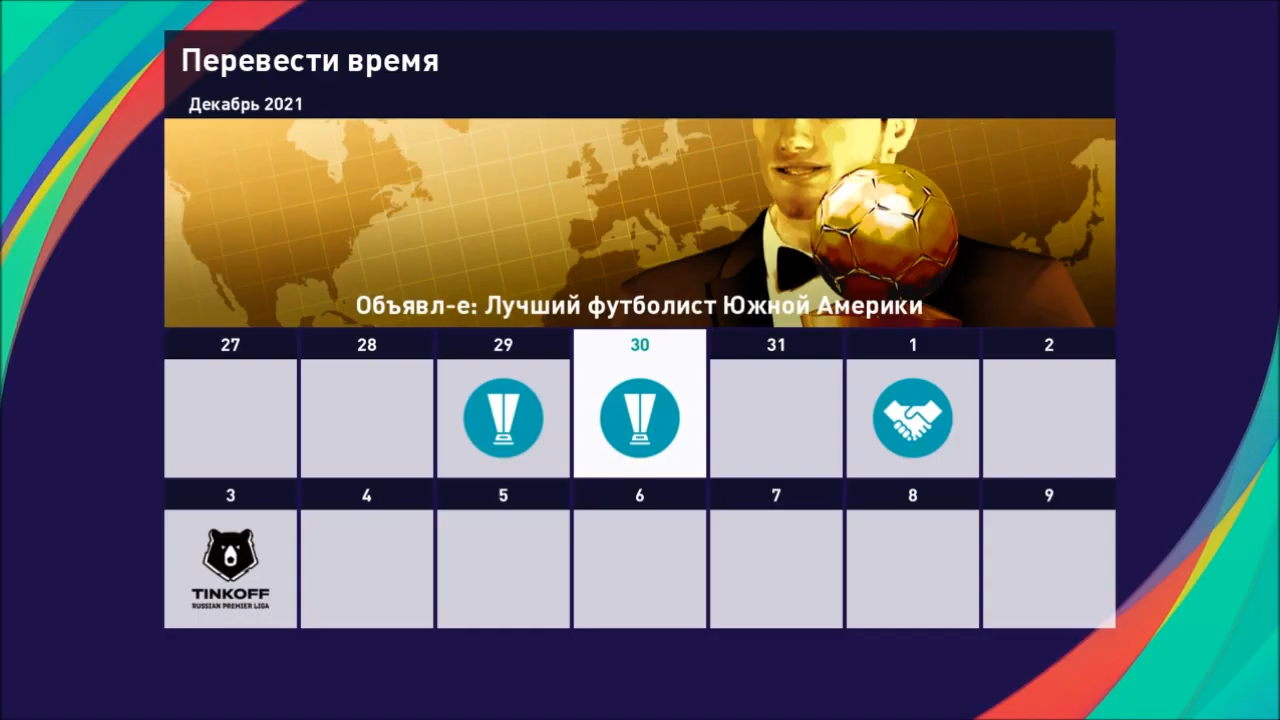 Перевести время
Декабрь 2021
Объявл-е: Лучший футболист Южной Америки
27 28 29 30 31 1 2
3 4 5 6 7 8 9
TINKOFF
RUSSIAN PREMIER LIGA